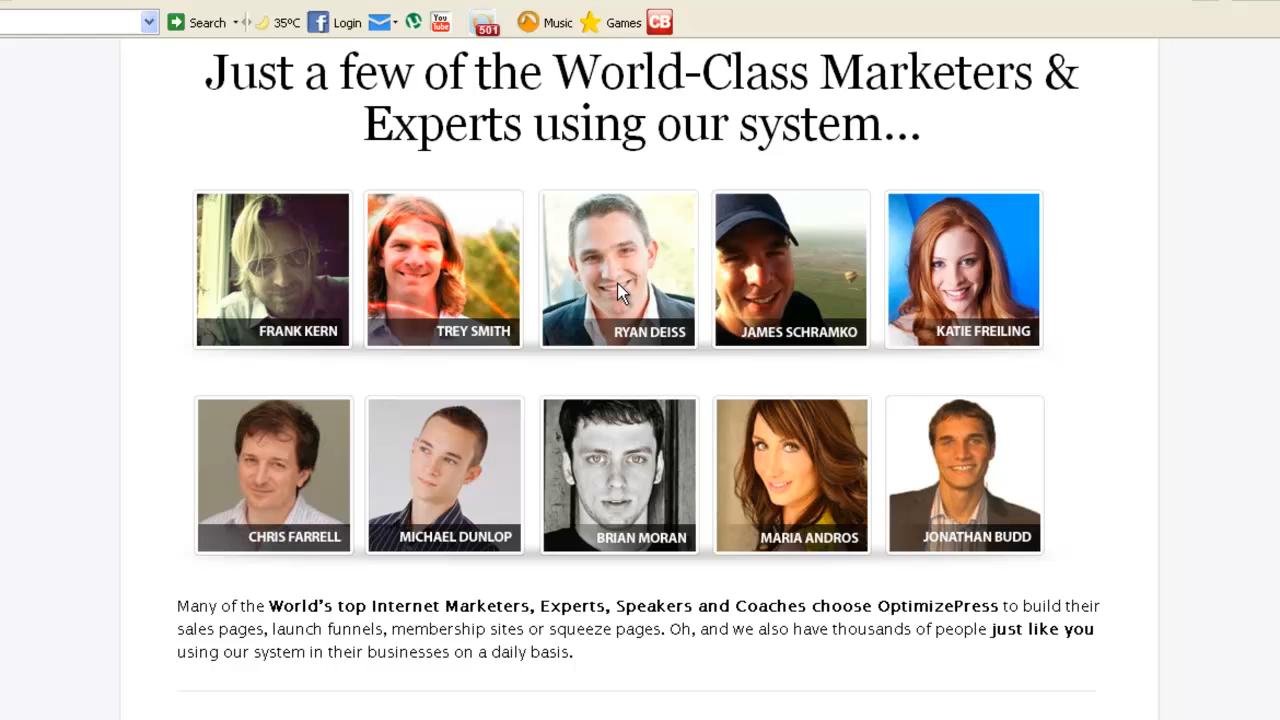 Search 35ºC Login You Tube 501 Music Games CB
Just a few of the World-Class Marketers &
Experts using our system...
FRANK KERN TREY SMITH RYAN DEISS JAMES SCHRAMKO KATIE FREILING
CHRIS FARRELL MICHAEL DUNLOP BRIAN MORAN MARIA ANDROS JONATHAN BUDD
Many of the World's top Internet Marketers, Experts, Speakers and Coaches choose OptimizePress to build their
sales pages, launch funnels, membership sites or squeeze pages. Oh, and we also have thousands of people just like you
using our system in their businesses on a daily basis.